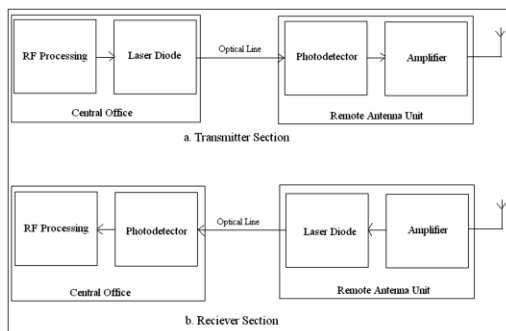 RF Processing
Laser Diode
Optical Line
Photodetector
Amplifier
Central Office
Remote Antenna Unit
a. Transmitter Section
RF Processing
Photodetector
Optical Line
Laser Diode
Amplifier
Central Office
Remote Antenna Unit
b. Reciever Section